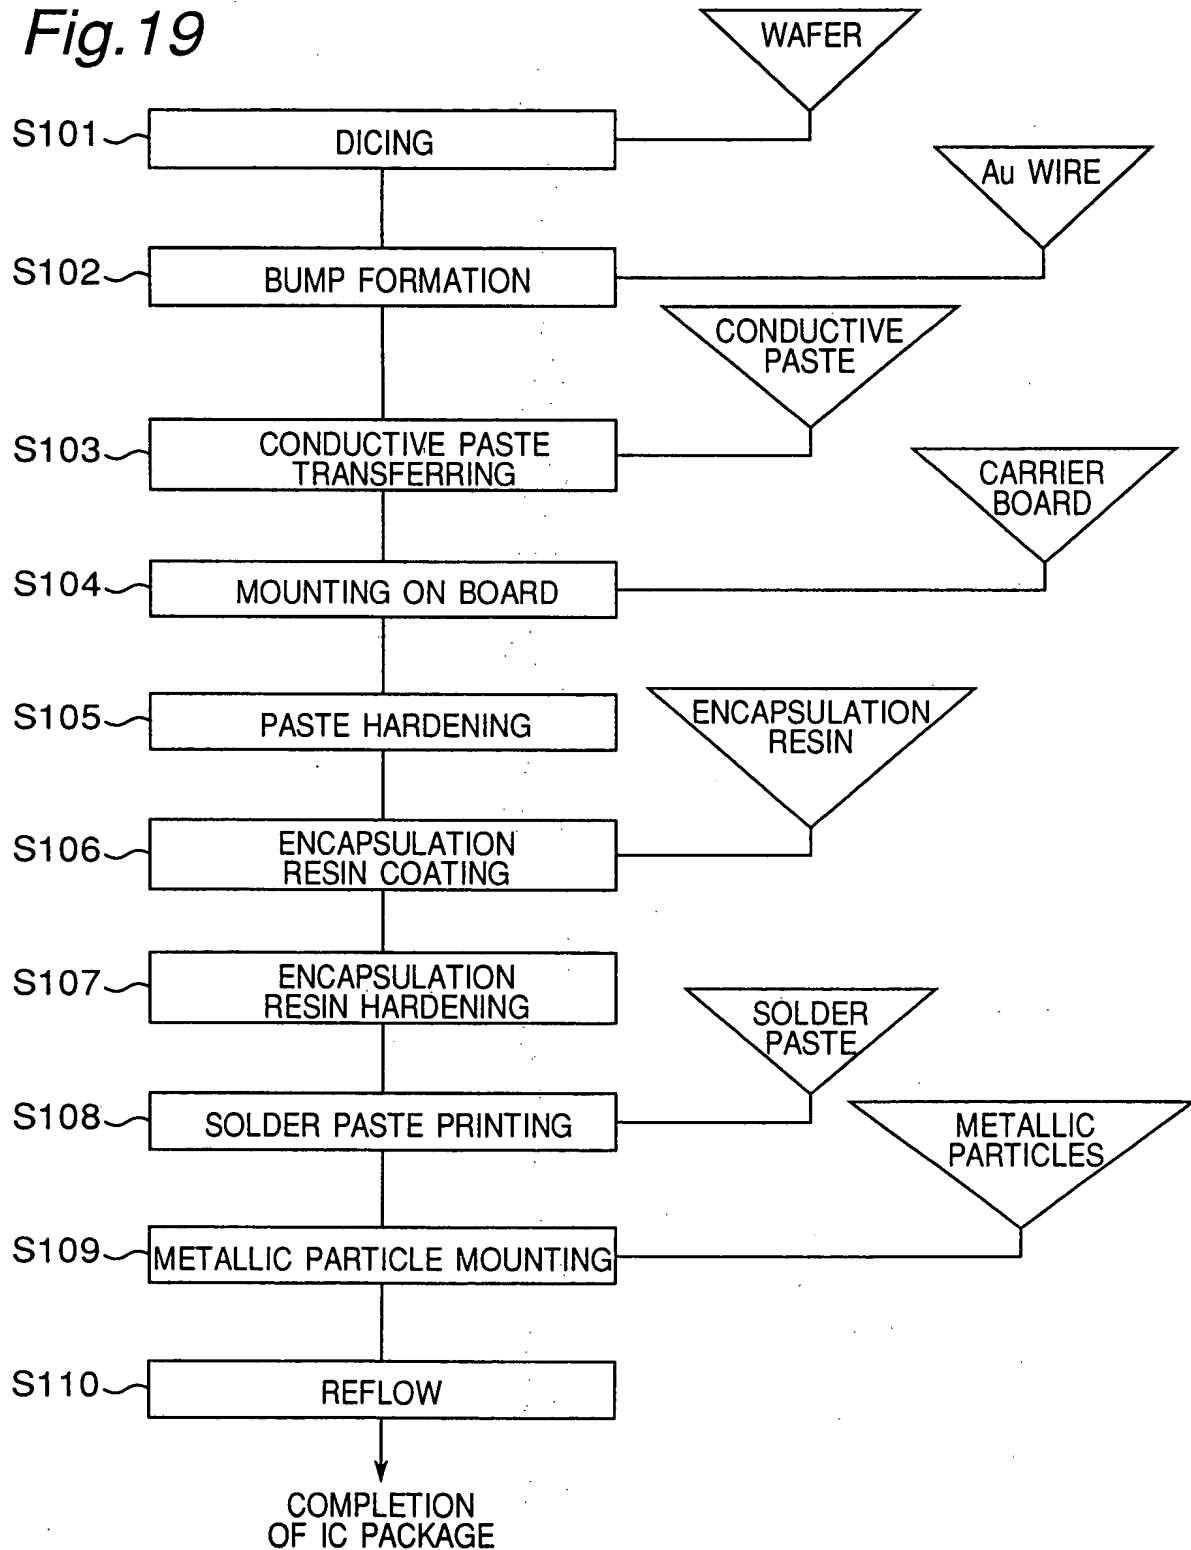 Fig.19
WAFER
S101
DICING
Au WIRE
S102
BUMP FORMATION
CONDUCTIVE
PASTE
S103
CONDUCTIVE PASTE
TRANSFERRING
CARRIER
BOARD
S104
MOUNTING ON BOARD
S105
PASTE HARDENING
ENCAPSULATION
RESIN
S106
ENCAPSULATION
RESIN COATING
S107
ENCAPSULATION
RESIN HARDENING
SOLDER
PASTE
S108
SOLDER PASTE PRINTING
METALLIC
PARTICLES
S109
METALLIC PARTICLE MOUNTING
S110
REFLOW
COMPLETION
OF IC PACKAGE